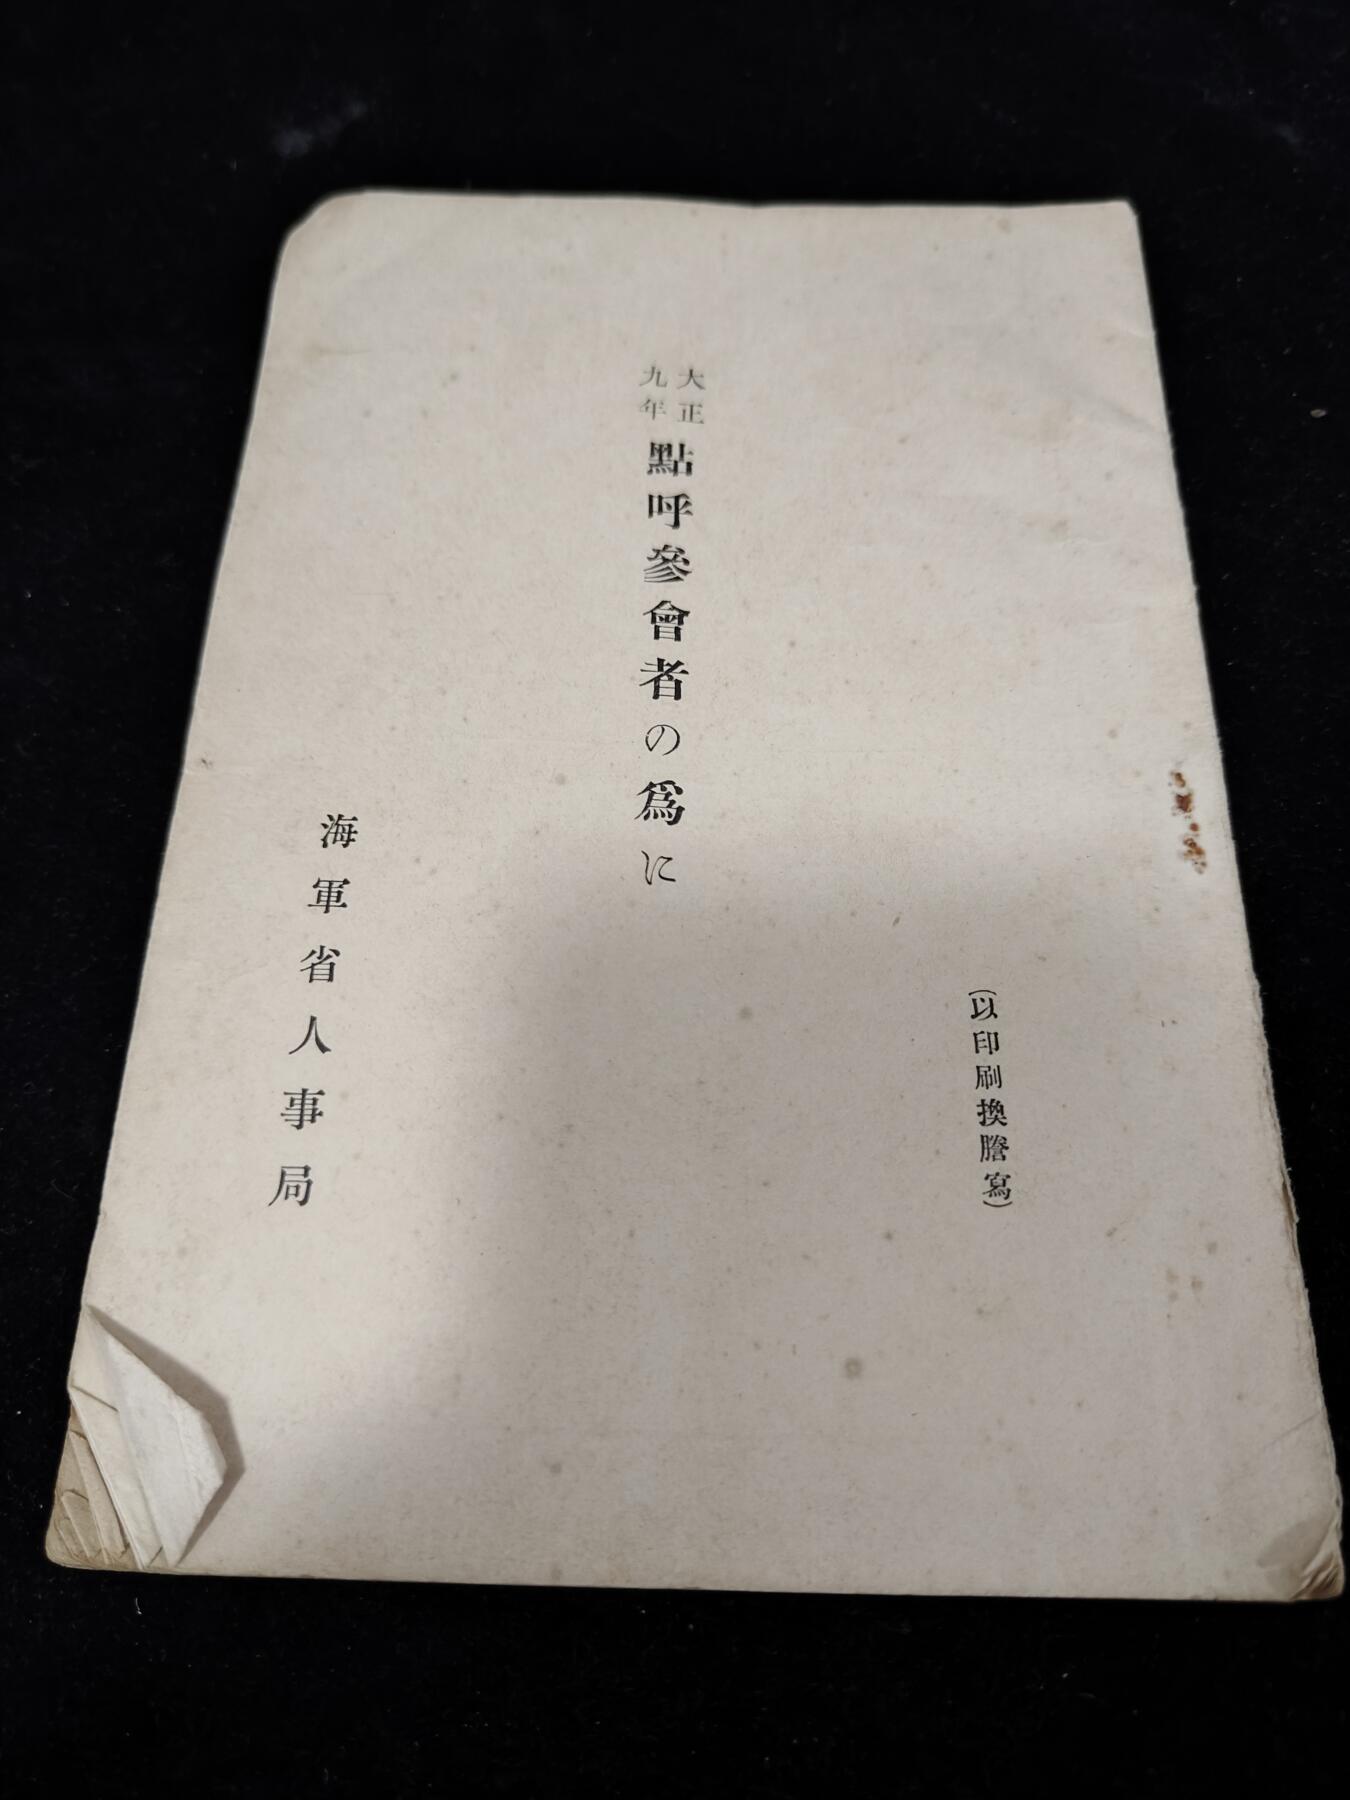 (以印刷換謄寫)
大正九年點呼參會者の爲に
海軍省人事局